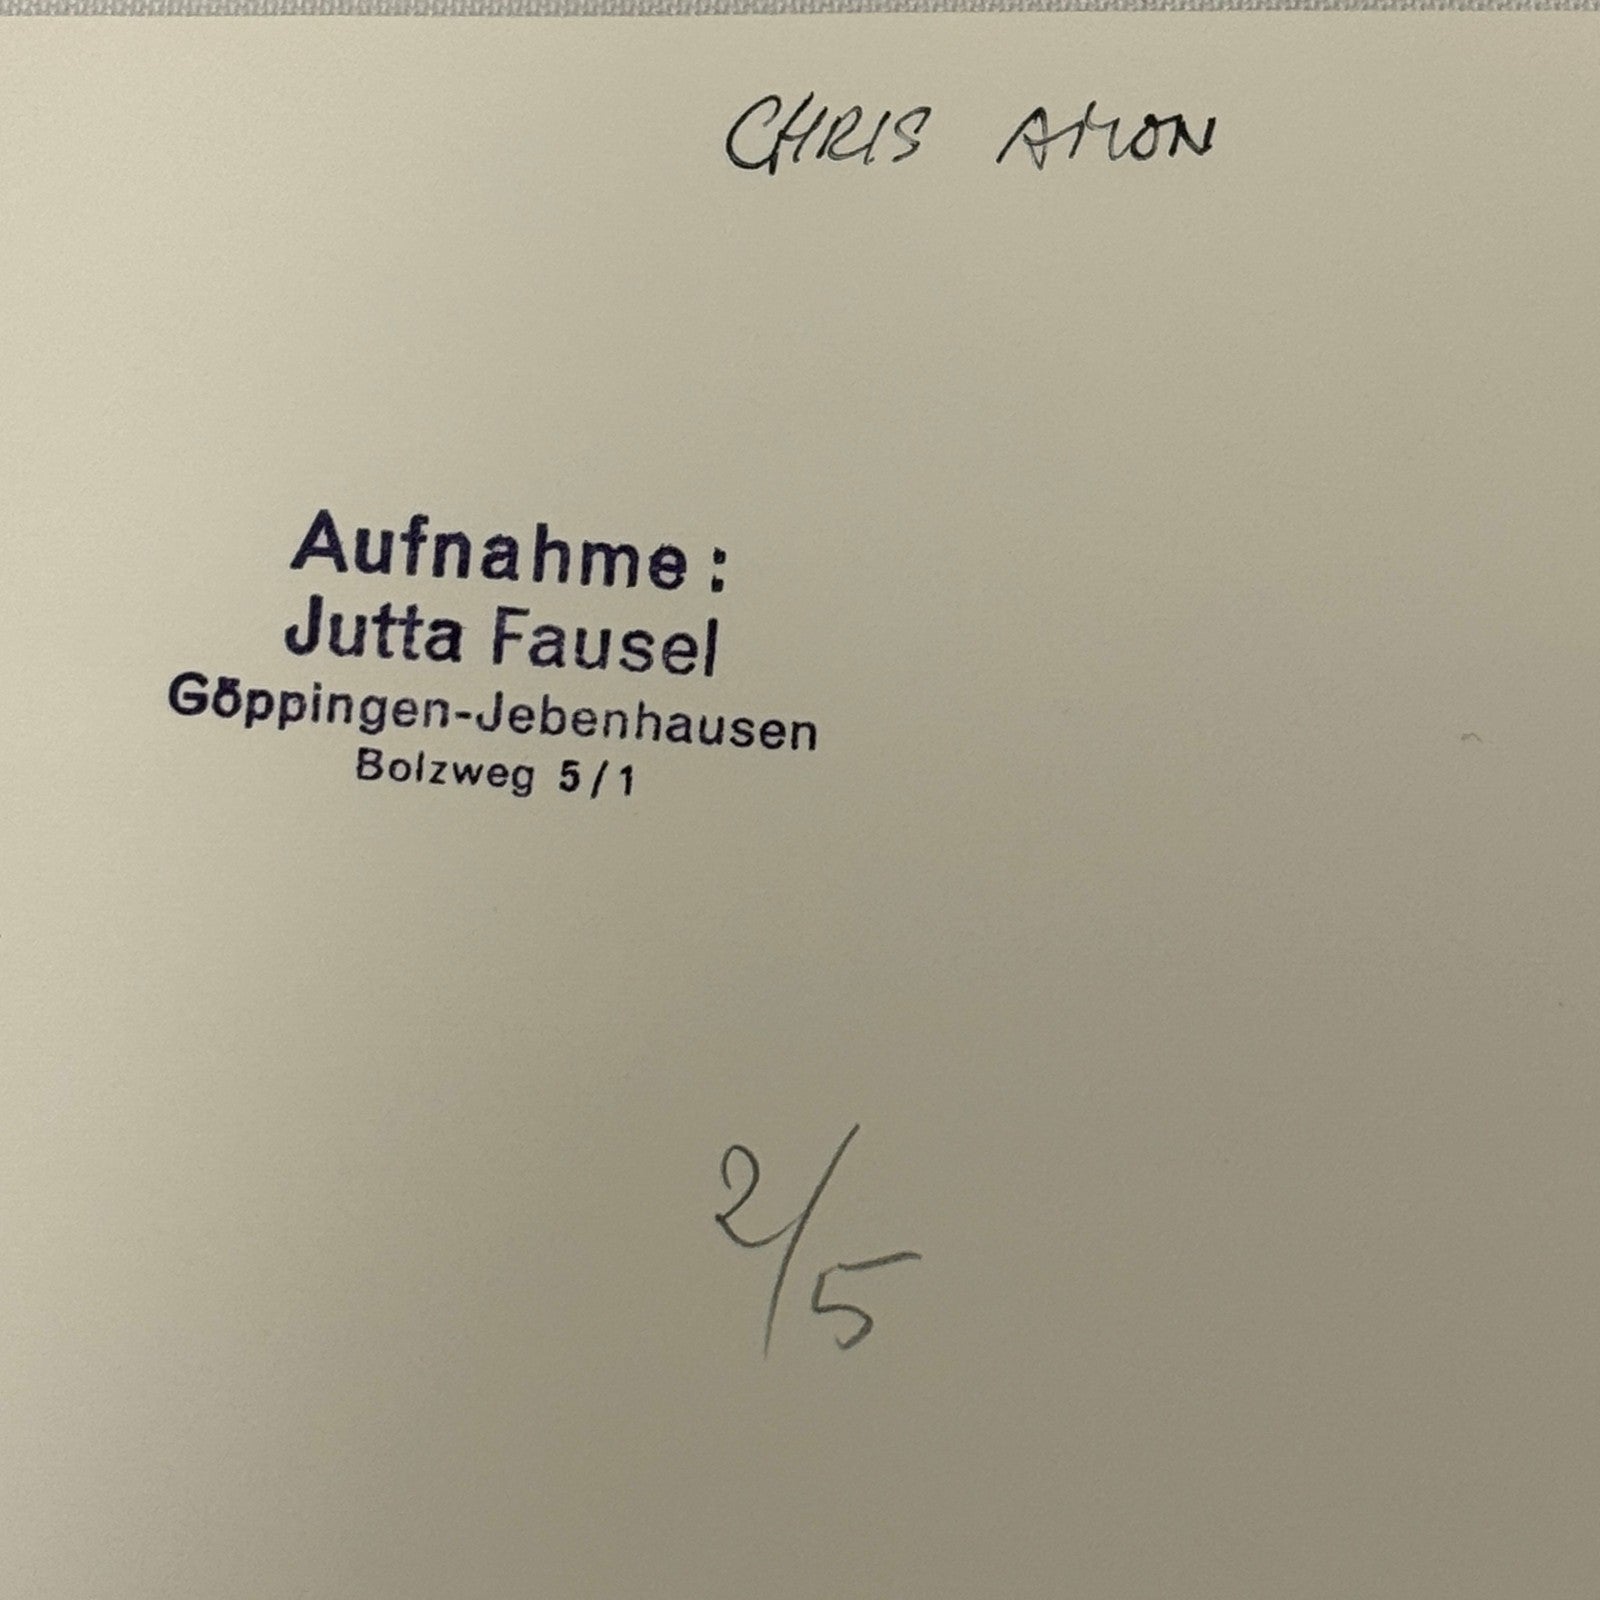 CHRIS AMON
Aufnahme :
Jutta Fausel
Göppingen-Jebenhausen
Bolzweg 5/1
2/5